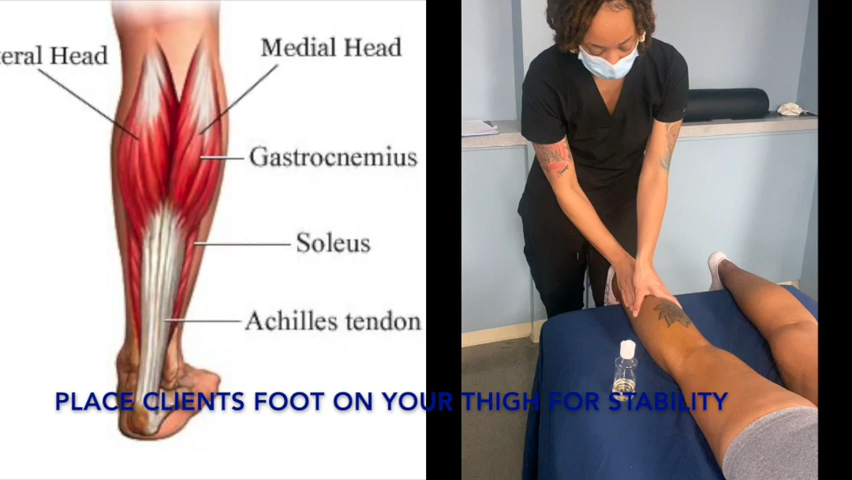 eral Head
Medial Head
Gastrocnemius
Soleus
Achilles tendon
PLACE CLIENTS FOOT ON YOUR THIGH FOR STABILITY